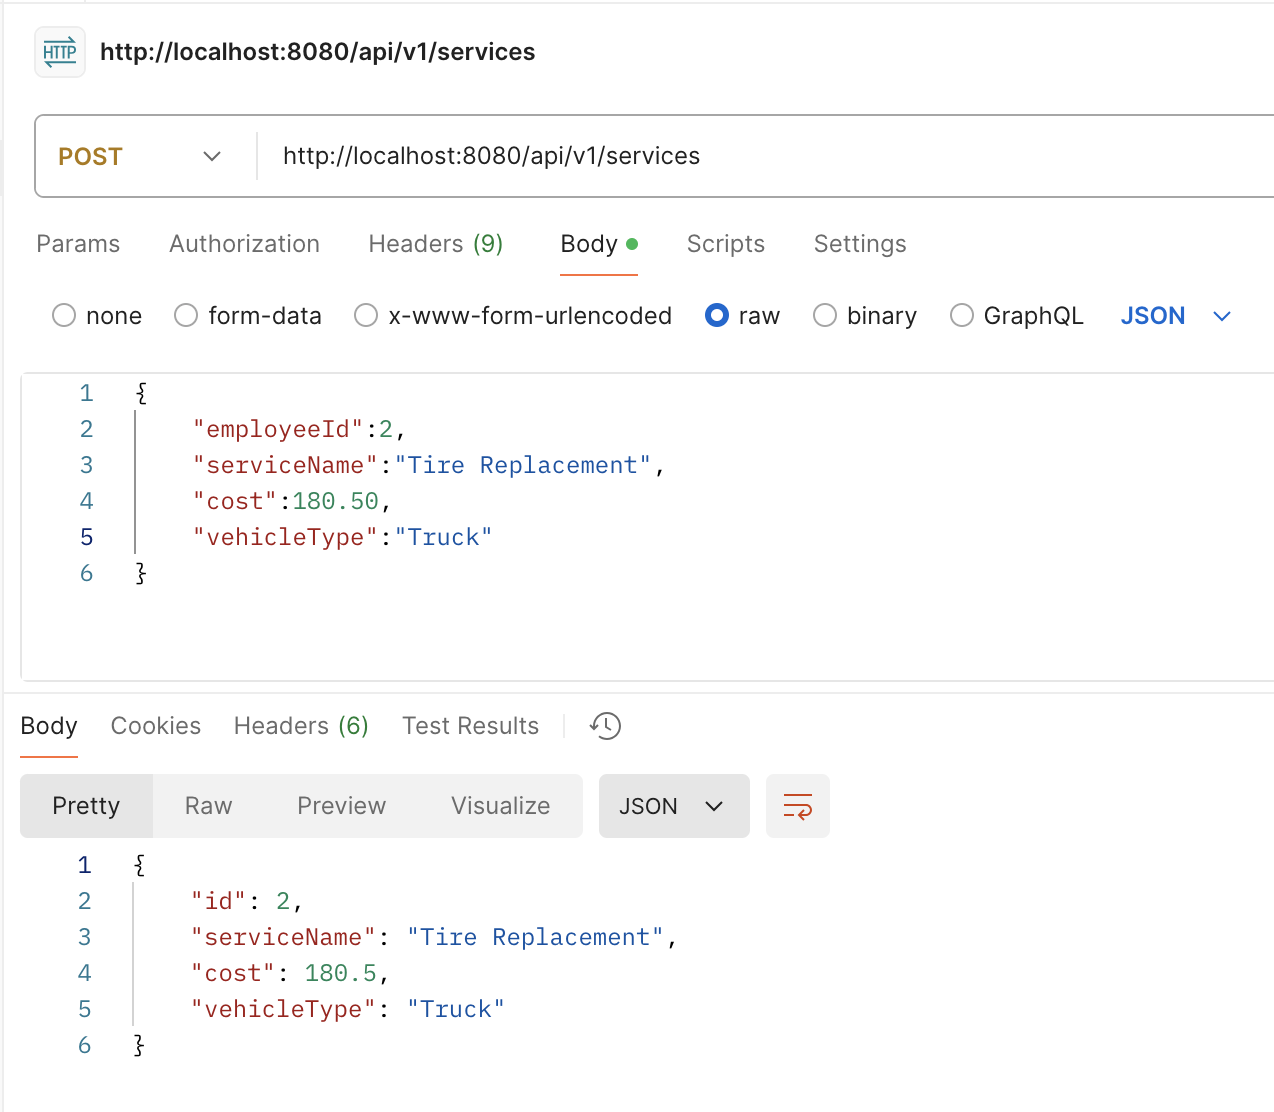 HTTP http://localhost:8080/api/v1/services
POST http://localhost:8080/api/v1/services
Params Authorization Headers (9) Body Scripts Settings
none form-data x-www-form-urlencoded raw binary GraphQL JSON
1 {
2 "employeeId":2,
3 "serviceName":"Tire Replacement",
4 "cost":180.50,
5 "vehicleType":"Truck"
6 }
Body Cookies Headers (6) Test Results
Pretty Raw Preview Visualize JSON
1 {
2 "id": 2,
3 "serviceName": "Tire Replacement",
4 "cost": 180.5,
5 "vehicleType": "Truck"
6 }